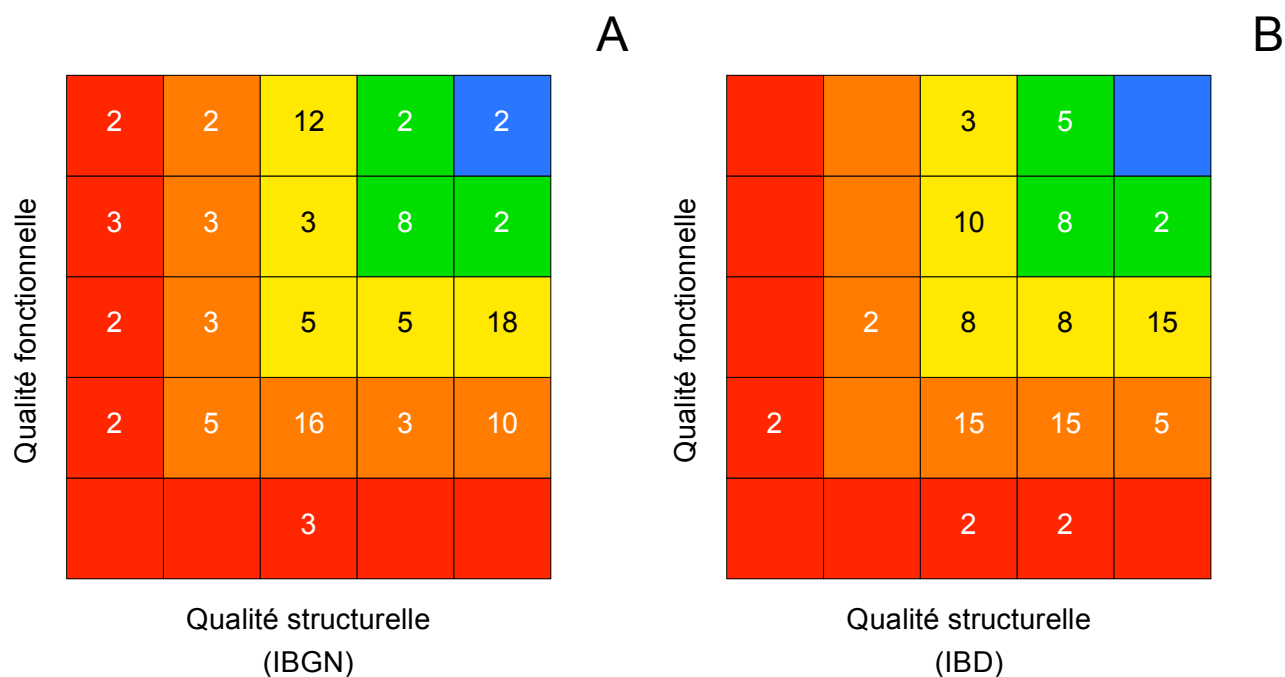 A
2 2 12 2 2
3 3 3 8 2
2 3 5 5 18
2 5 16 3 10
3
Qualité fonctionnelle
Qualité structurelle
(IBGN)
B
3 5
10 8 2
2 8 8 15
2 15 15 5
2 2
Qualité fonctionnelle
Qualité structurelle
(IBD)